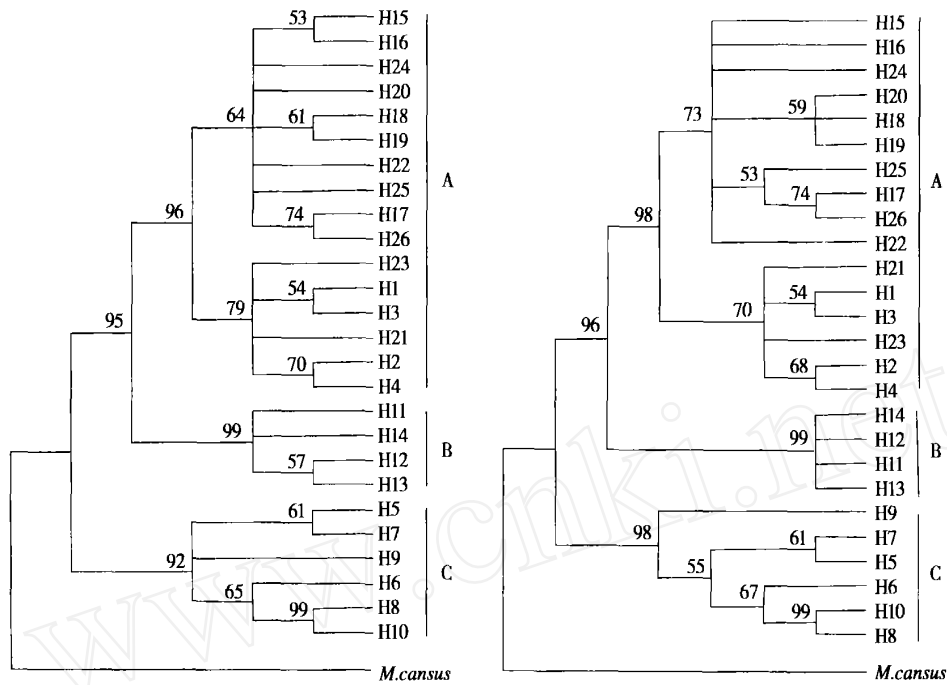 53
H15
H16
H24
H20
64
61
H18
H19
H22
H25
A
96
74
H17
H26
H23
54
H1
H3
79
H21
95
70
H2
H4
H11
99
H14
B
57
H12
H13
61
H5
H7
92
H9
C
65
H6
99
H8
H10
M.cansus
H15
H16
H24
H20
73
59
H18
H19
53
H25
A
74
H17
H26
98
H22
H21
54
H1
H3
70
H23
96
68
H2
H4
H14
99
H12
B
H11
H13
98
H9
61
H7
H5
55
C
67
H6
99
H10
H8
M.cansus
www.cnki.net